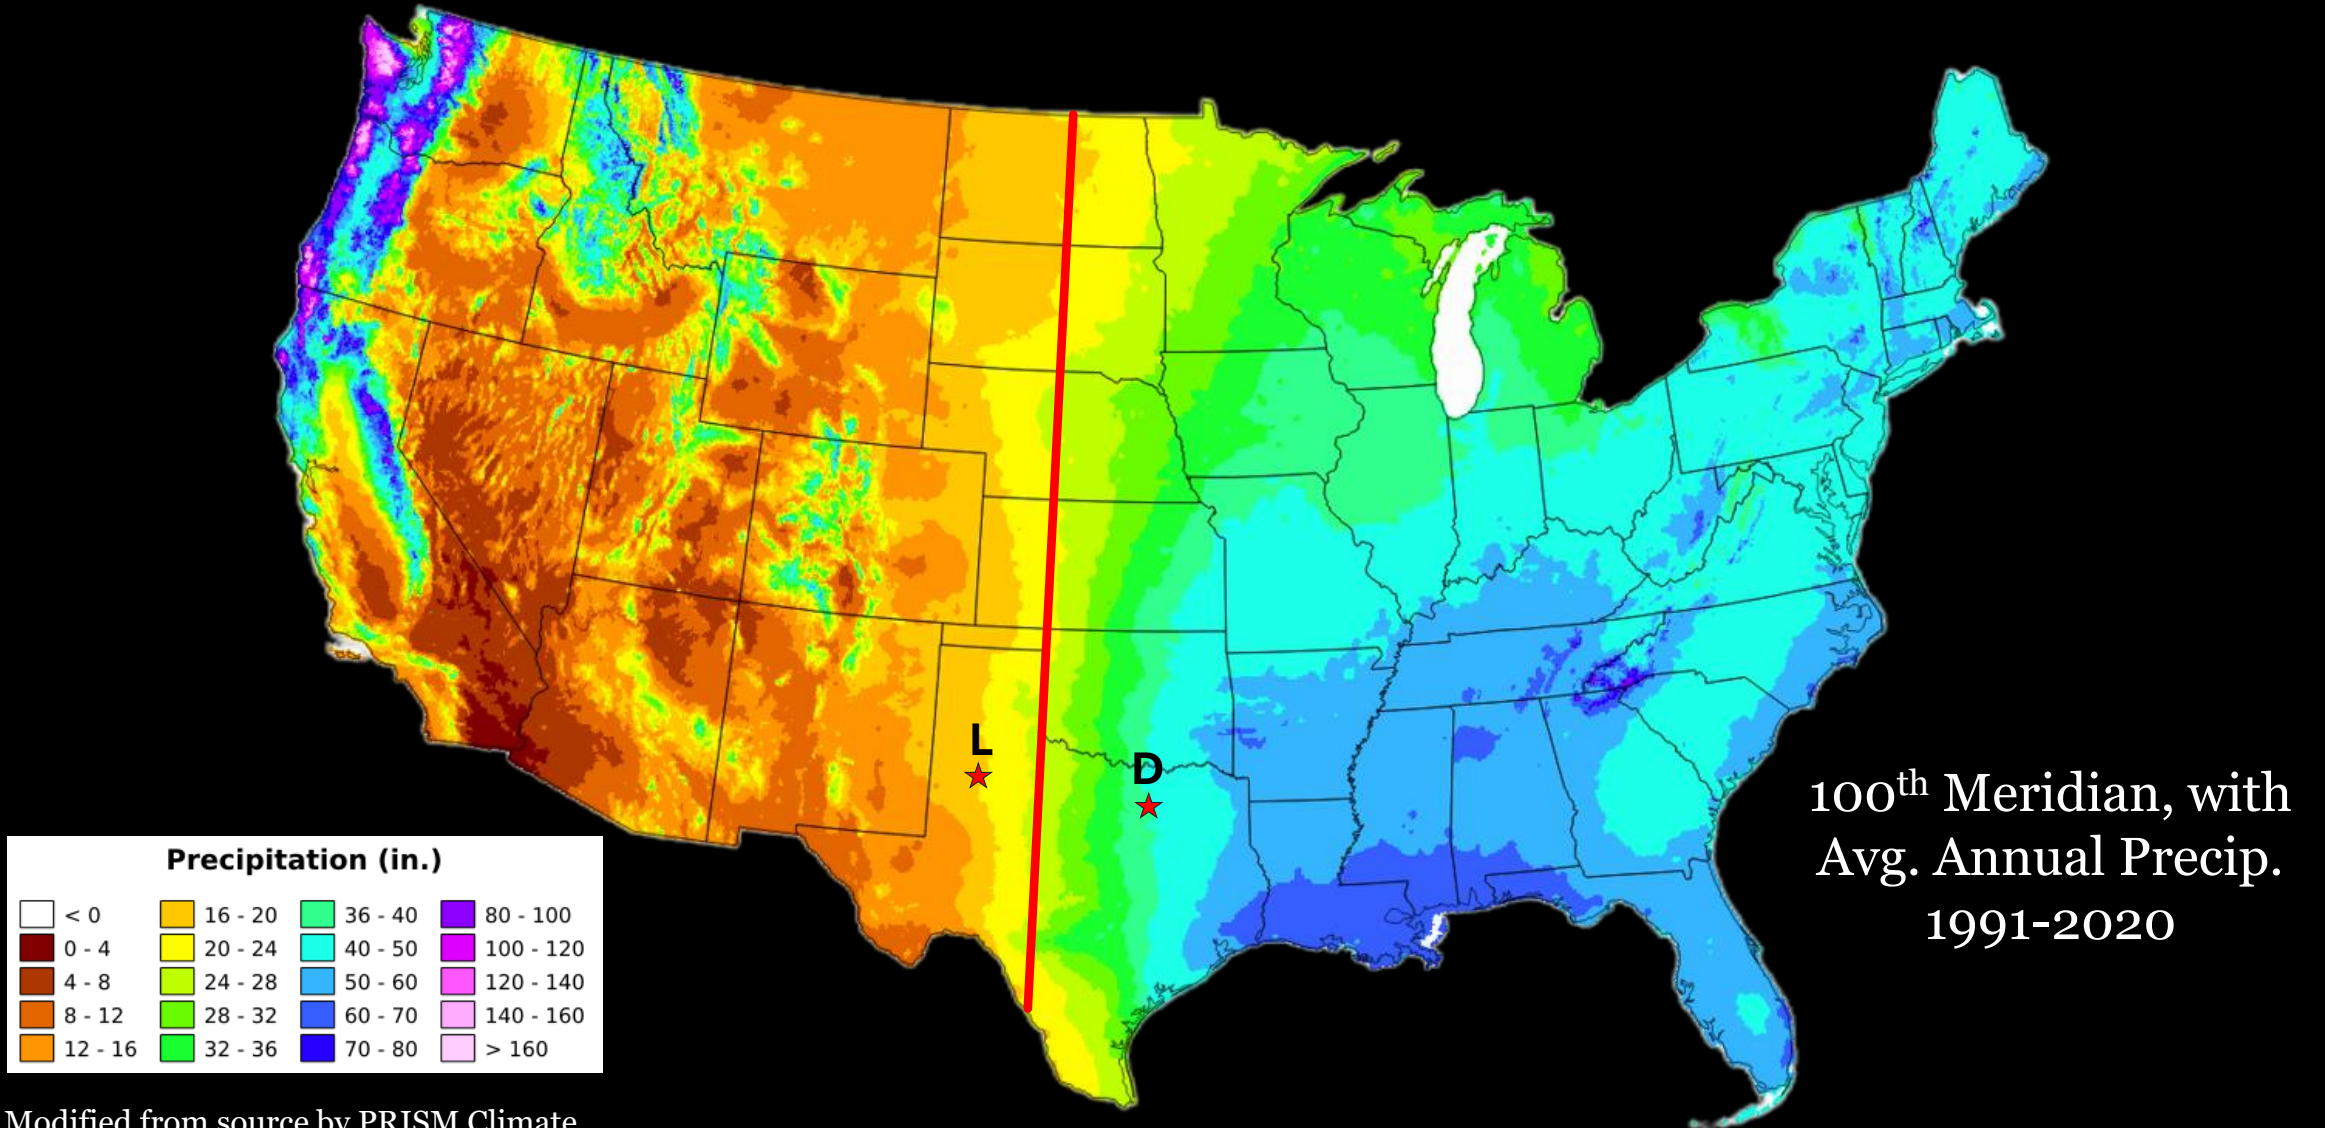 L
D
100th Meridian, with
Avg. Annual Precip.
1991-2020
Precipitation (in.)
< 0 16 - 20 36 - 40 80 - 100
0 - 4 20 - 24 40 - 50 100 - 120
4 - 8 24 - 28 50 - 60 120 - 140
8 - 12 28 - 32 60 - 70 140 - 160
12 - 16 32 - 36 70 - 80 > 160
Modified from source by PRISM Climate